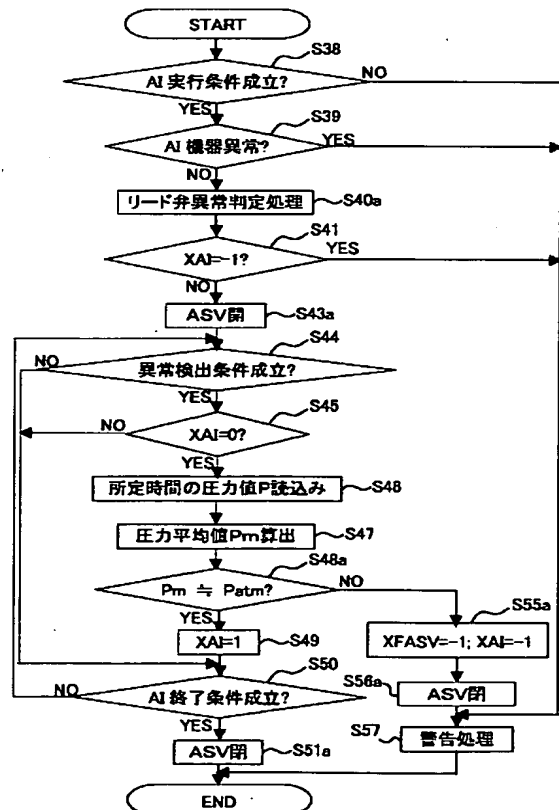 START
S38
AI 実行条件成立?
NO
YES
S39
AI 機器異常?
YES
NO
リード弁異常判定処理
S40a
S41
XAI=-1?
YES
NO
ASV閉
S43a
S44
NO
異常検出条件成立?
YES
S45
NO
XAI=0?
YES
所定時間の圧力値P読込み
S48
圧力平均値Pm算出
S47
S48a
Pm ≒ Patm?
NO
YES
S55a
XAI=1
S49
XFASV=-1; XAI=-1
S50
S56a
NO
AI 終了条件成立?
ASV閉
YES
S57
ASV閉
S51a
警告処理
END